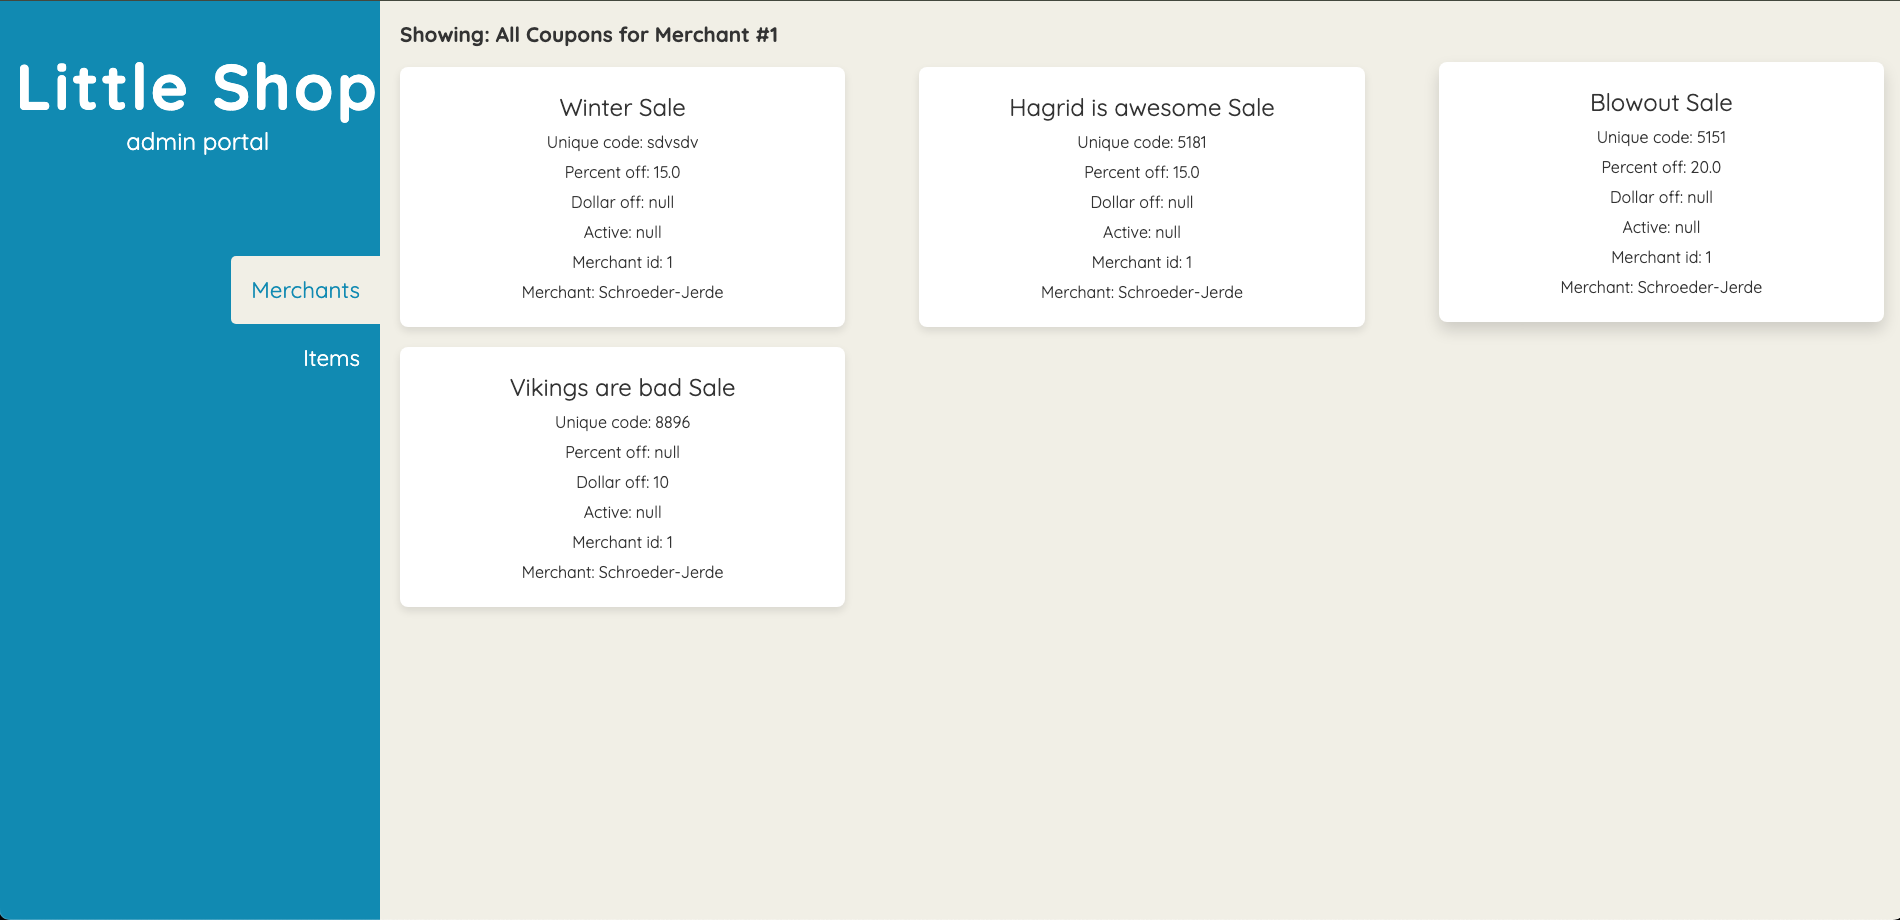 Little Shop
admin portal
Merchants
Items
Showing: All Coupons for Merchant #1
Winter Sale
Unique code: sdvsdv
Percent off: 15.0
Dollar off: null
Active: null
Merchant id: 1
Merchant: Schroeder-Jerde
Hagrid is awesome Sale
Unique code: 5181
Percent off: 15.0
Dollar off: null
Active: null
Merchant id: 1
Merchant: Schroeder-Jerde
Blowout Sale
Unique code: 5151
Percent off: 20.0
Dollar off: null
Active: null
Merchant id: 1
Merchant: Schroeder-Jerde
Vikings are bad Sale
Unique code: 8896
Percent off: null
Dollar off: 10
Active: null
Merchant id: 1
Merchant: Schroeder-Jerde